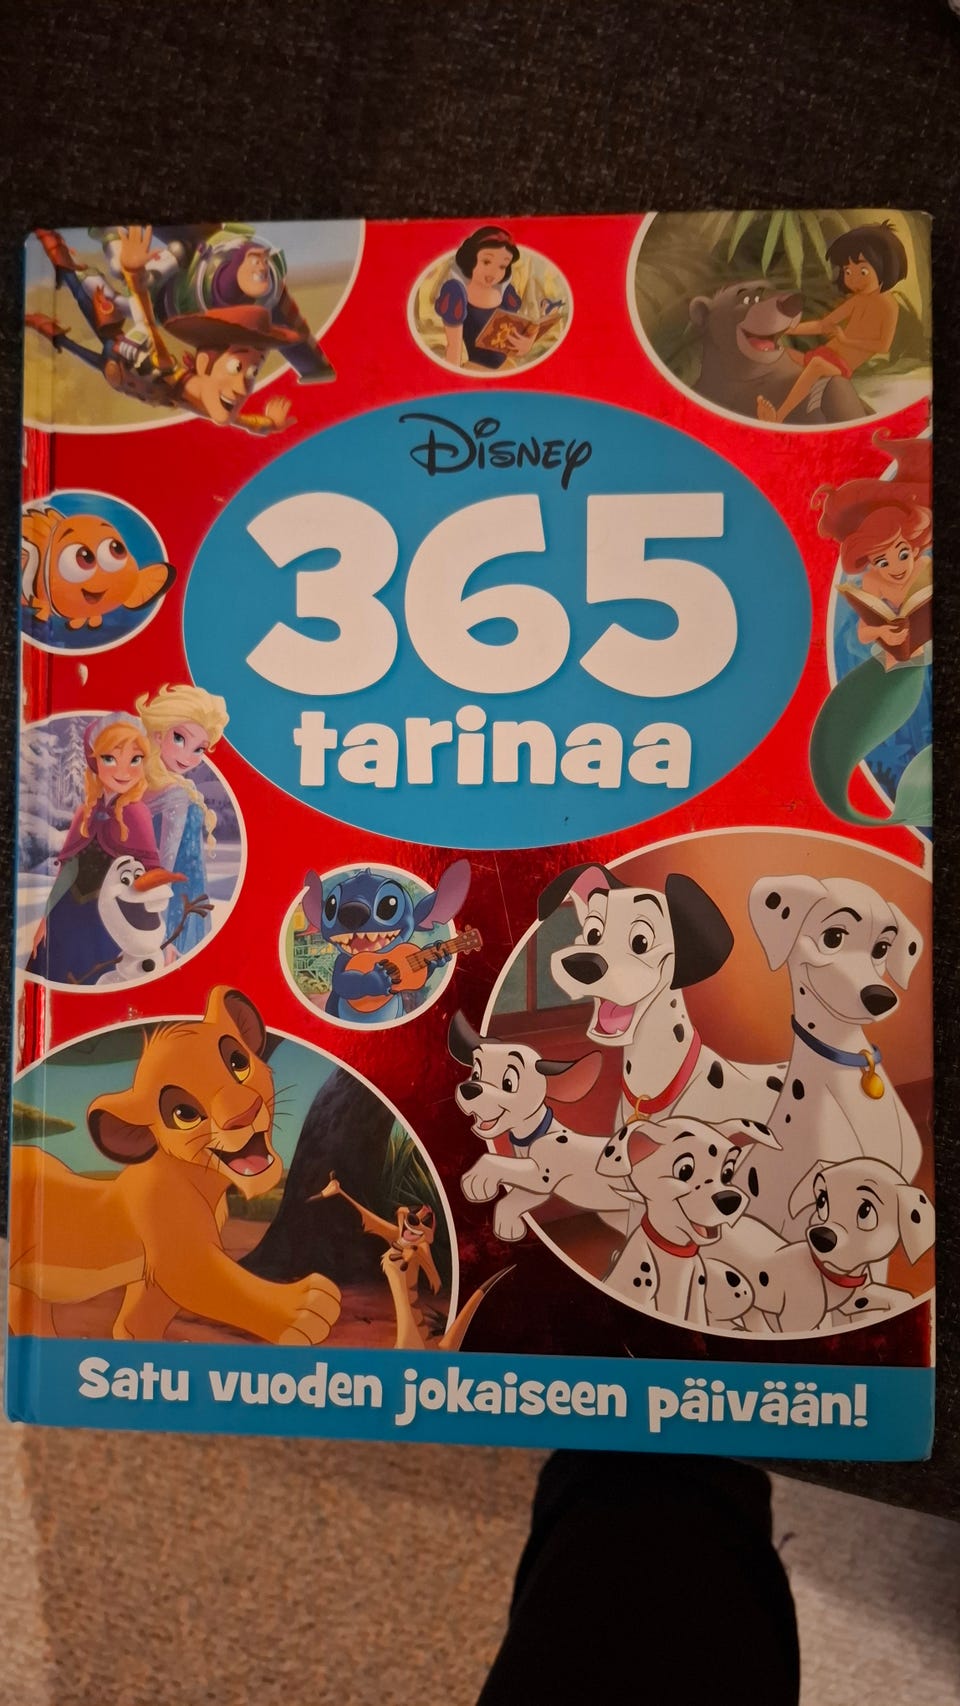 Disney
365
tarinaa
Satu vuoden jokaiseen päivään!